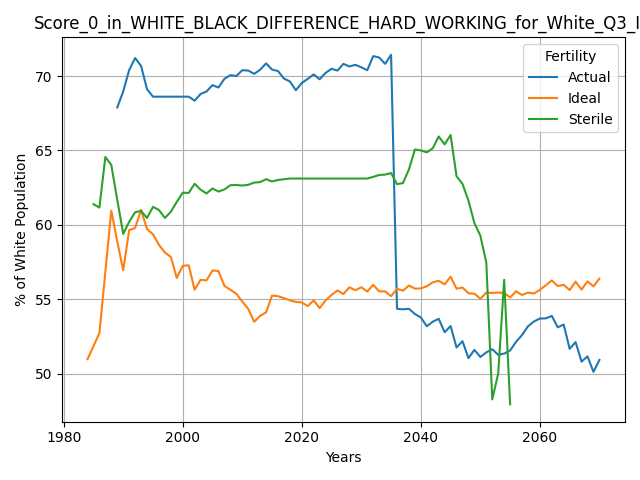 Score_0_in_WHITE_BLACK_DIFFERENCE_HARD_WORKING_for_White_Q3_I
Fertility
Actual
Ideal
Sterile
% of White Population
70
65
60
55
50
1980
2000
2020
2040
2060
Years